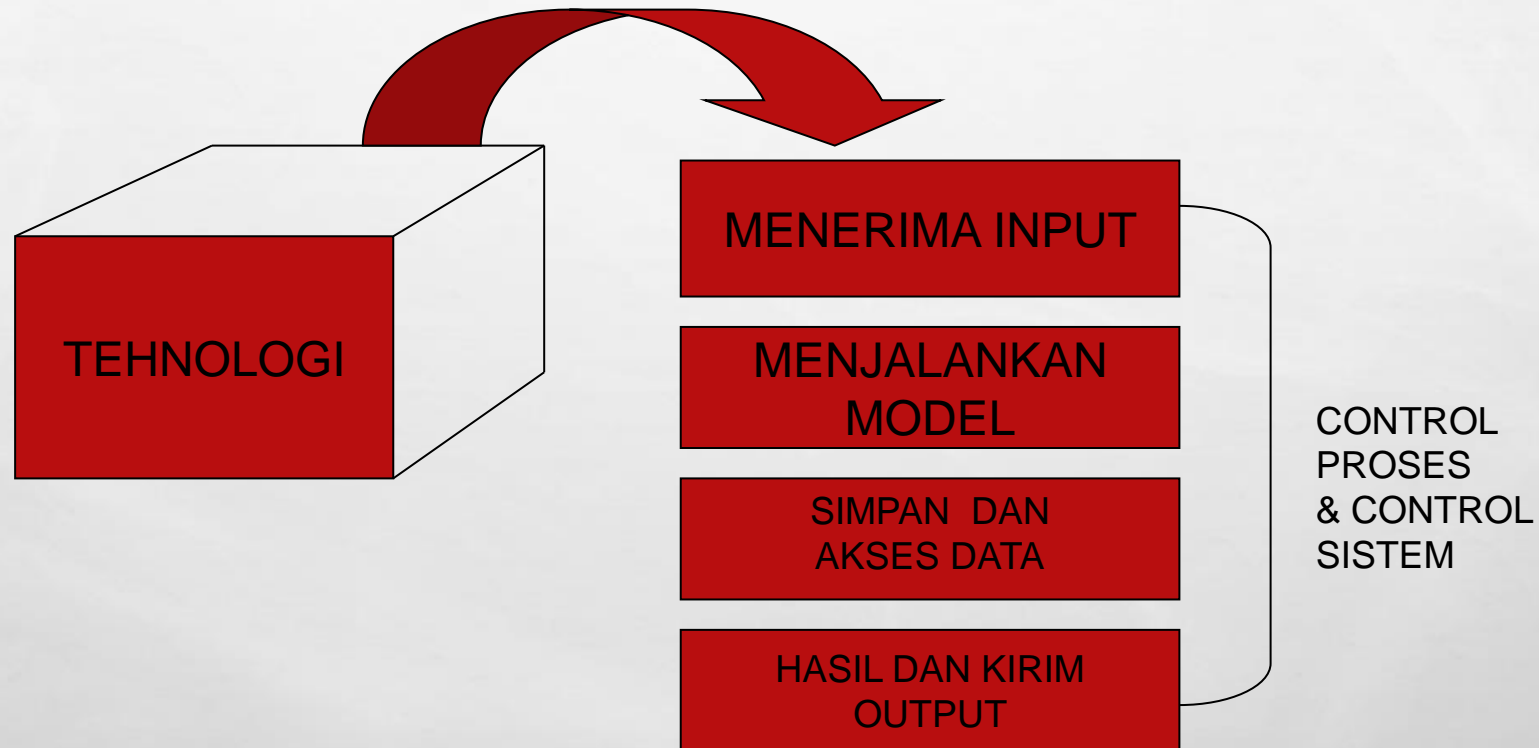 TEHNOLOGI
MENERIMA INPUT
MENJALANKAN
MODEL
SIMPAN DAN
AKSES DATA
HASIL DAN KIRIM
OUTPUT
CONTROL
PROSES
& CONTROL
SISTEM